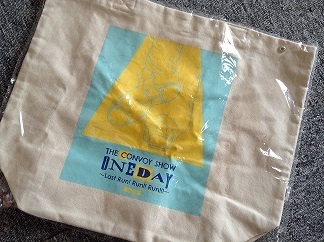 THE CONVOY SHOW
ONEDAY
~Last Run! Run!! Run!!!~